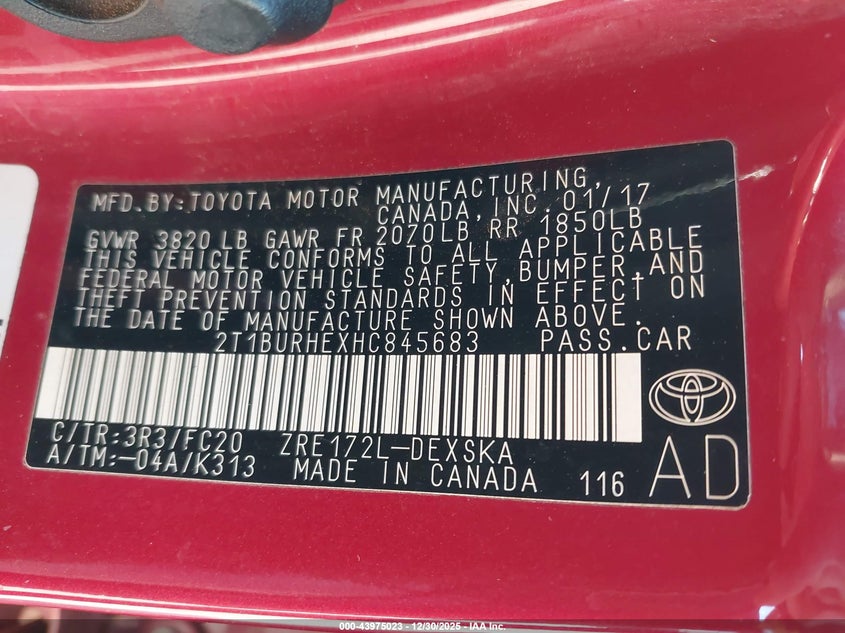 MFD. BY: TOYOTA MOTOR MANUFACTURING,
CANADA, INC. 01/17
GVWR 3820 LB GAWR FR 2070LB RR 1850LB
THIS VEHICLE CONFORMS TO ALL APPLICABLE
FEDERAL MOTOR VEHICLE SAFETY, BUMPER, AND
THEFT PREVENTION STANDARDS IN EFFECT ON
THE DATE OF MANUFACTURE SHOWN ABOVE.
2T1BURHEXHC845683 PASS. CAR
C/TR: 3R3/FC20 ZRE172L-DEXSKA
A/TM: -04A/K313 MADE IN CANADA 116 AD
000-43975023 - 12/30/2025 - IAA Inc.